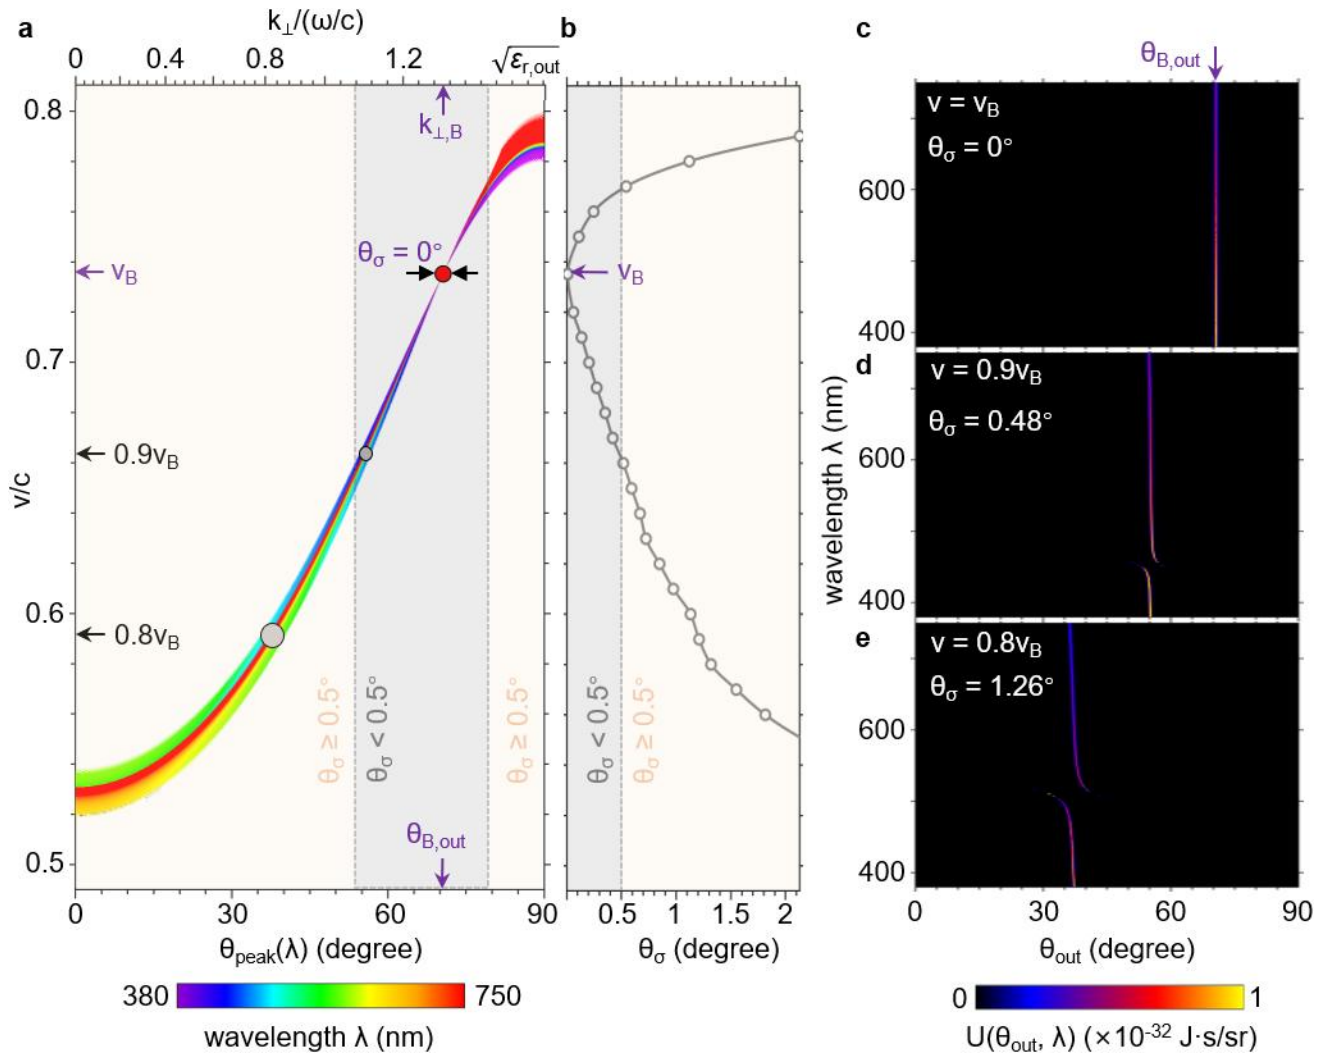 a
k⊥/(ω/c)
0 0.4 0.8 1.2 √εr,out
k⊥,B
θσ = 0°
vB
0.9vB
0.8vB
v/c
0.8
0.7
0.6
0.5
θσ ≥ 0.5°
θσ < 0.5°
θσ ≥ 0.5°
θB,out
0 30 60 90
θpeak(λ) (degree)
380 750
wavelength λ (nm)
b
vB
θσ < 0.5°
θσ ≥ 0.5°
0 0.5 1 1.5 2
θσ (degree)
c
θB,out
v = vB
θσ = 0°
600
400
d
v = 0.9vB
θσ = 0.48°
600
400
wavelength λ (nm)
e
v = 0.8vB
θσ = 1.26°
600
400
0 30 60 90
θout (degree)
0 1
U(θout, λ) (×10⁻³² J·s/sr)